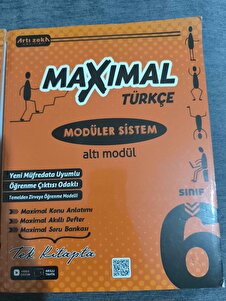 Artı zekA
MAXIMAL
TÜRKÇE
MODÜLER SİSTEM
altı modül
Yeni Müfredata Uyumlu
Öğrenme Çıktısı Odaklı
Temelden Zirveye Öğrenme Modeli
Maximal Konu Anlatımı
Maximal Akıllı Defter
Maximal Soru Bankası
Tek Kitapta
SINIF
6